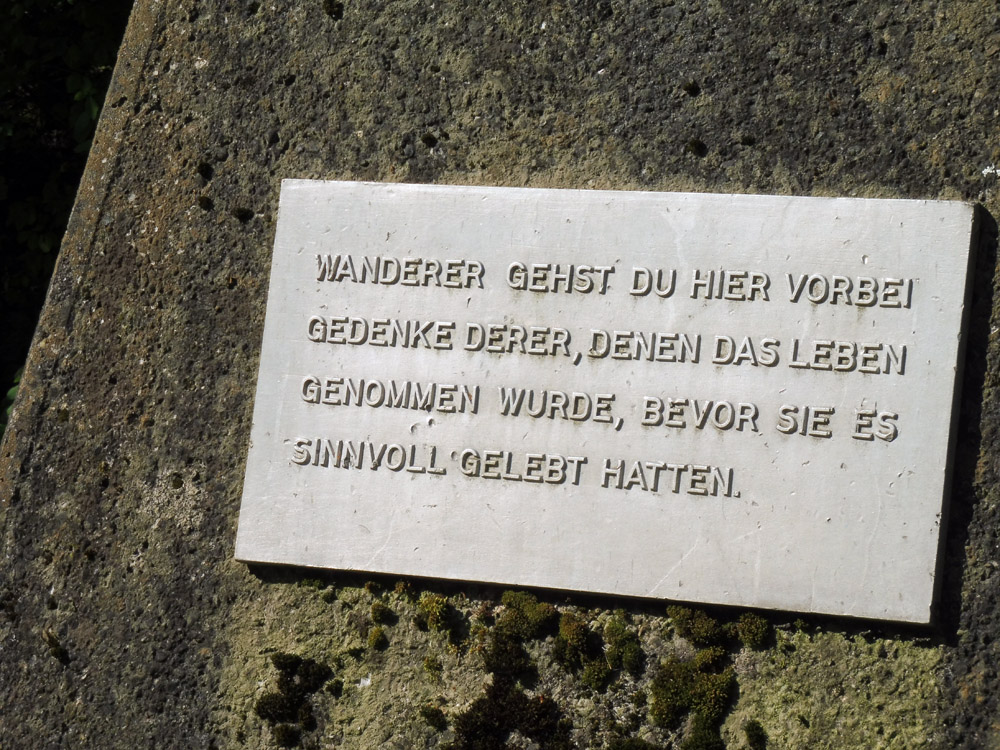 WANDERER GEHST DU HIER VORBEI
GEDENKE DERER, DENEN DAS LEBEN
GENOMMEN WURDE, BEVOR SIE ES
SINNVOLL GELEBT HATTEN.